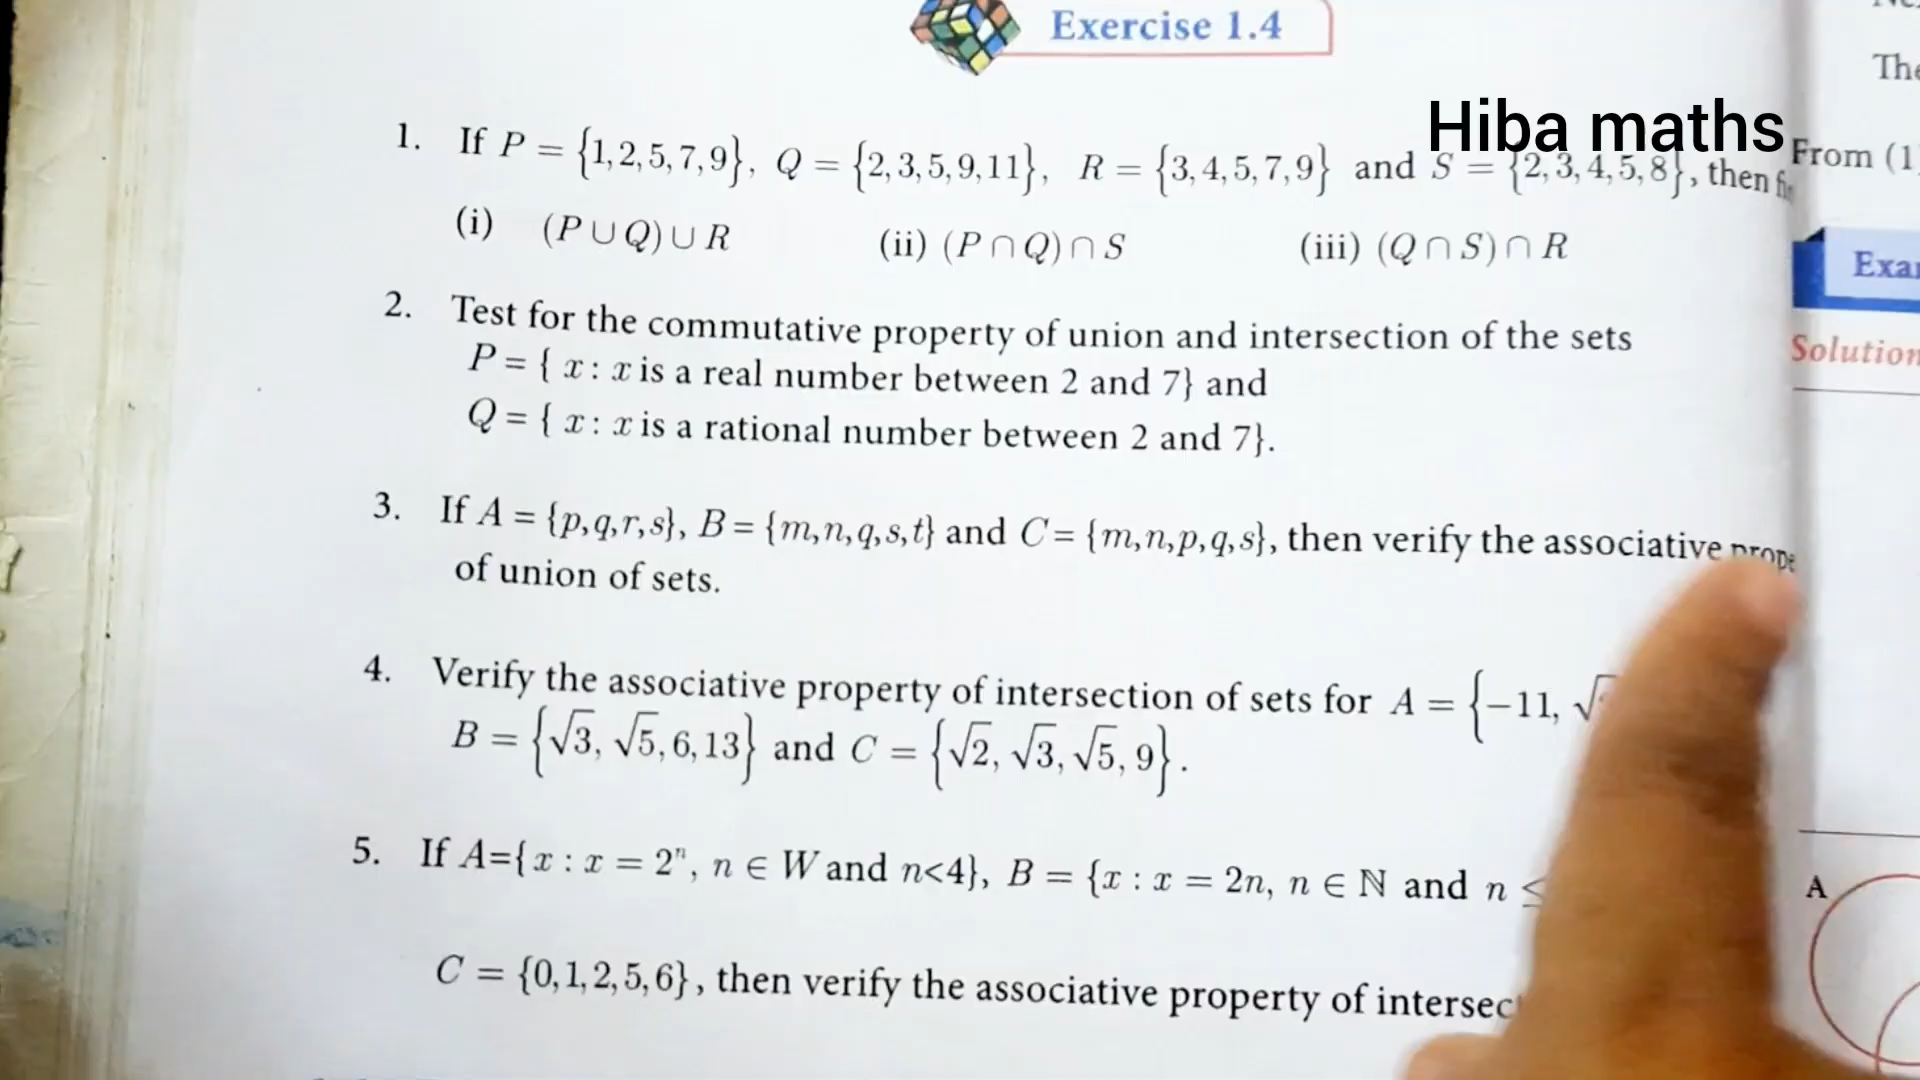 Exercise 1.4
Hiba maths
1. If P = {1,2,5,7,9}, Q = {2,3,5,9,11}, R = {3,4,5,7,9} and S = {2,3,4,5,8}, then
(i) (P ∪ Q) ∪ R (ii) (P ∩ Q) ∩ S (iii) (Q ∩ S) ∩ R
2. Test for the commutative property of union and intersection of the sets
P = { x : x is a real number between 2 and 7} and
Q = { x : x is a rational number between 2 and 7}.
3. If A = {p,q,r,s}, B = {m,n,q,s,t} and C = {m,n,p,q,s}, then verify the associative
of union of sets.
4. Verify the associative property of intersection of sets for A = {−11, √
B = {√3, √5, 6, 13} and C = {√2, √3, √5, 9}.
5. If A={x : x = 2ⁿ, n ∈ W and n<4}, B = {x : x = 2n, n ∈ ℕ and n ≤
C = {0,1,2,5,6}, then verify the associative property of
From (1
Solution
A